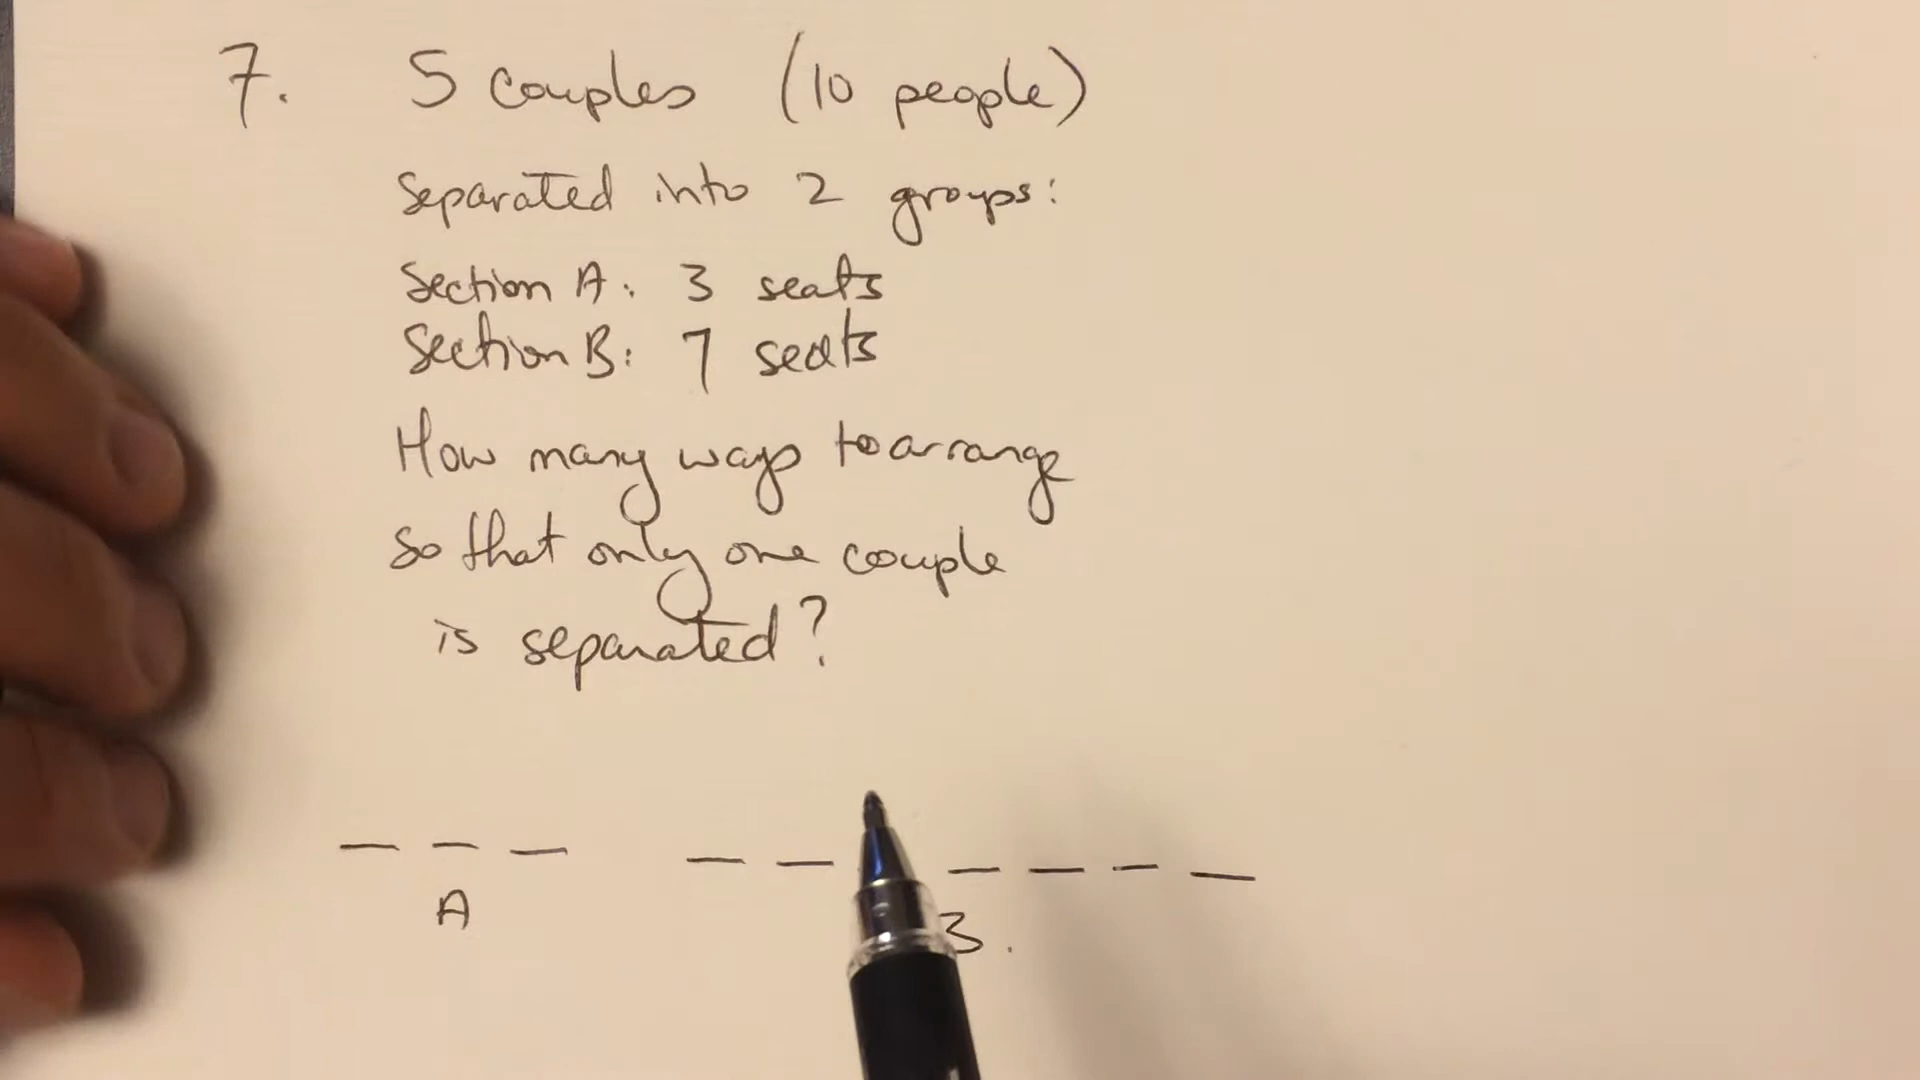 7. 5 couples (10 people)
Separated into 2 groups:
Section A: 3 seats
Section B: 7 seats
How many ways to arrange
so that only one couple
is separated?
A